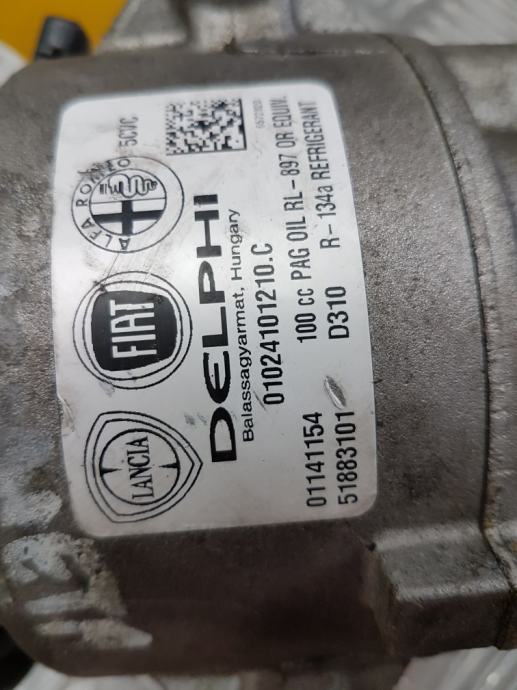 LANCIA
FIAT
ALFA ROMEO
5CVC
DELPHI
Balassagyarmat, Hungary
01024101210.C
01141154
100 CC PAG OIL RL-897 OR EQUIV.
51883101
D310
R-134a REFRIGERANT